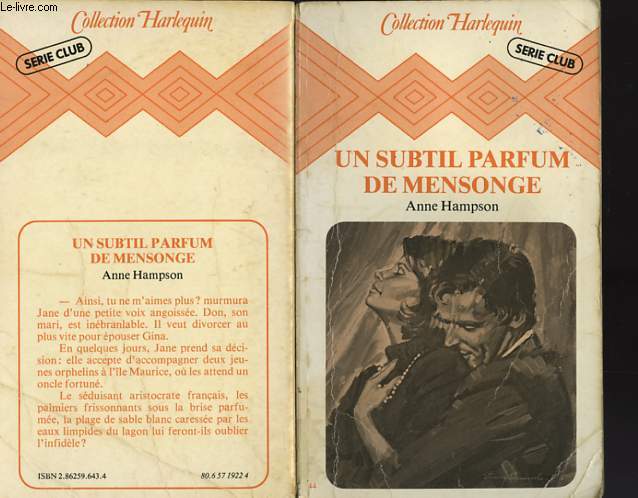 Le-livre.com
Collection Harlequin
SERIE CLUB
UN SUBTIL PARFUM
DE MENSONGE
Anne Hampson
— Ainsi, tu ne m'aimes plus? murmura
Jane d'une petite voix angoissée. Don, son
mari, est inébranlable. Il veut divorcer au
plus vite pour épouser Gina.
En quelques jours, Jane prend sa déci-
sion: elle accepte d'accompagner deux jeu-
nes orphelins à l'île Maurice, où les attend un
oncle fortuné.
Le séduisant aristocrate français, les
palmiers frissonnants sous la brise parfu-
mée, la plage de sable blanc caressée par les
eaux limpides du lagon lui feront-ils oublier
l'infidèle?
ISBN 2.86259.643.4
80.6 57 1922 4
Collection Harlequin
SERIE CLUB
UN SUBTIL PARFUM
DE MENSONGE
Anne Hampson
44